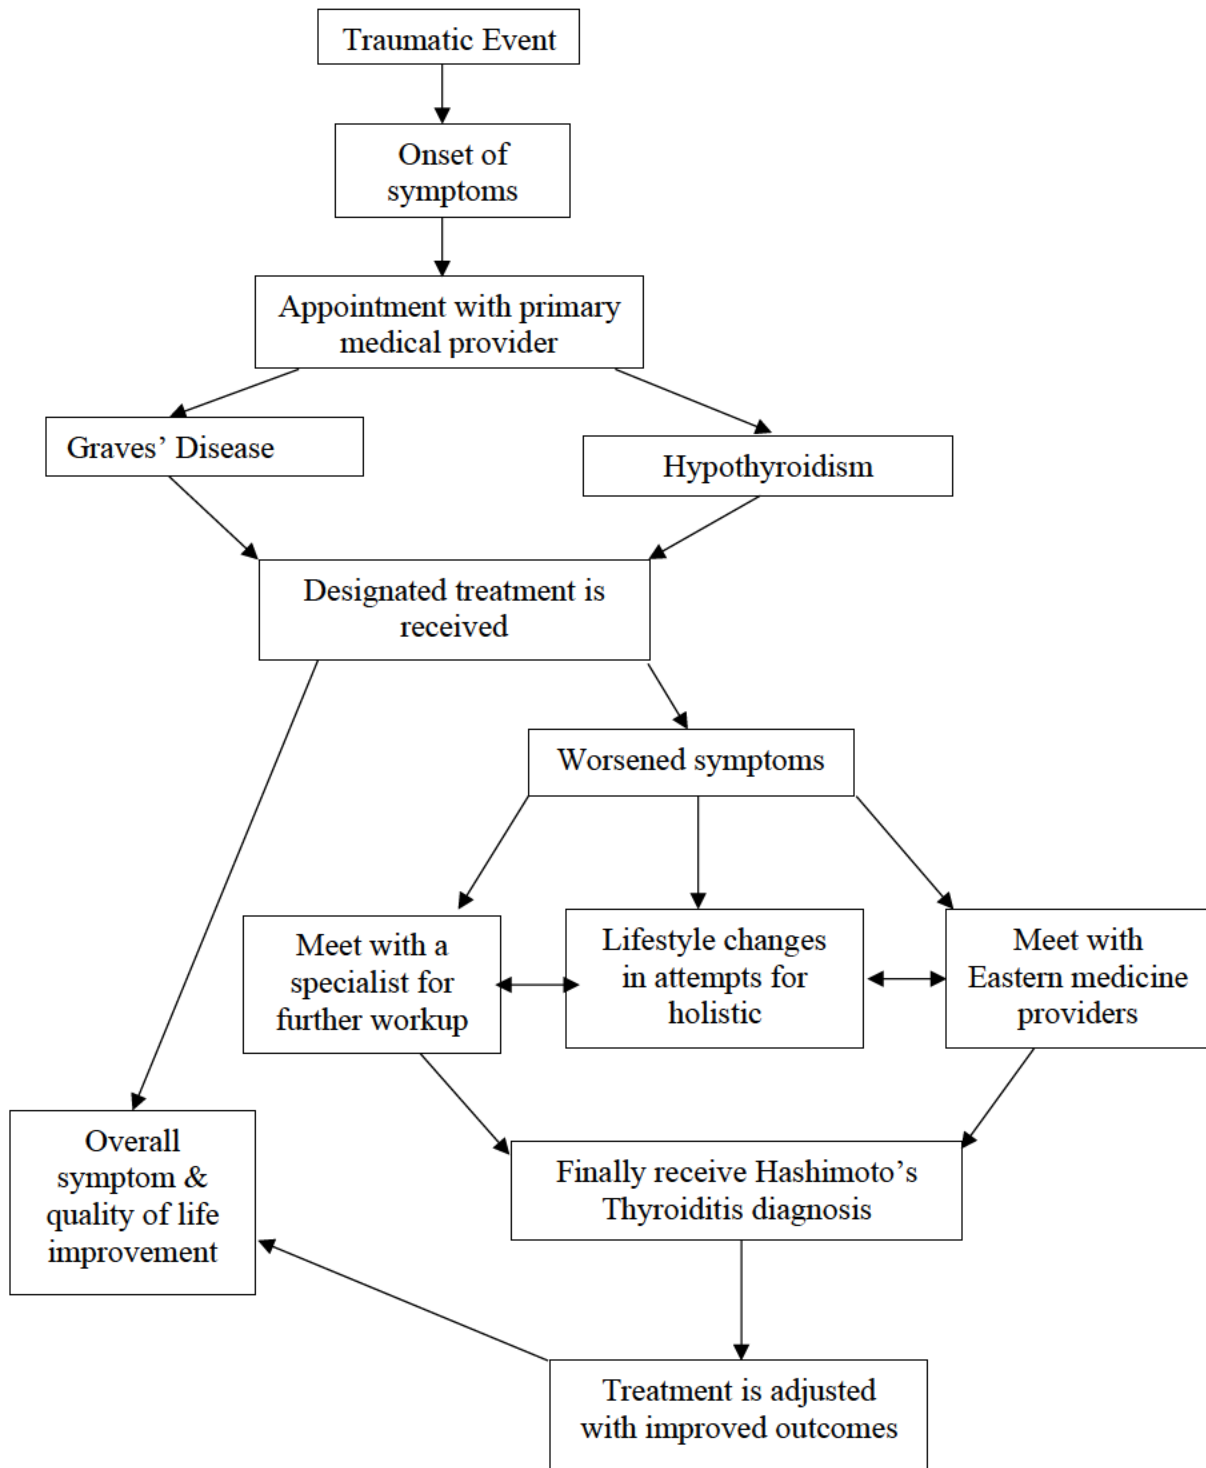 Traumatic Event
Onset of
symptoms
Appointment with primary
medical provider
Graves’ Disease
Hypothyroidism
Designated treatment is
received
Worsened symptoms
Meet with a
specialist for
further workup
Lifestyle changes
in attempts for
holistic
Meet with
Eastern medicine
providers
Overall
symptom &
quality of life
improvement
Finally receive Hashimoto’s
Thyroiditis diagnosis
Treatment is adjusted
with improved outcomes